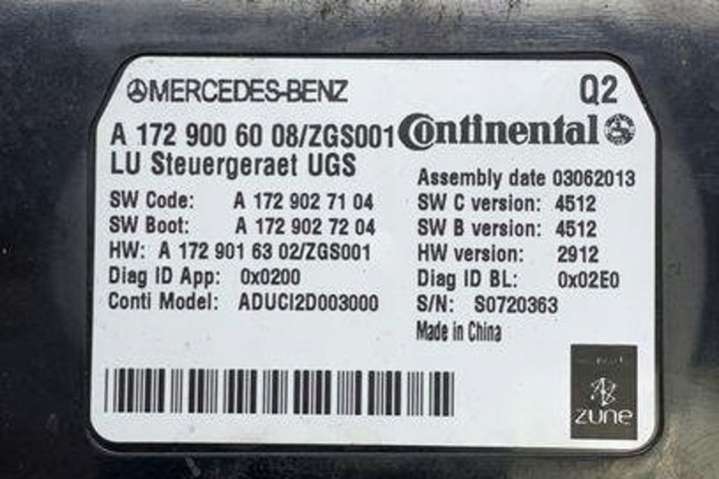 MERCEDES-BENZ
Q2
A 172 900 60 08/ZGS001
Continental
LU Steuergeraet UGS
Assembly date 03062013
SW Code: A 172 902 71 04
SW C version: 4512
SW Boot: A 172 902 72 04
SW B version: 4512
HW: A 172 901 63 02/ZGS001
HW version: 2912
Diag ID App: 0x0200
Diag ID BL: 0x02E0
Conti Model: ADUCI2D003000
S/N: S0720363
Made in China
zune